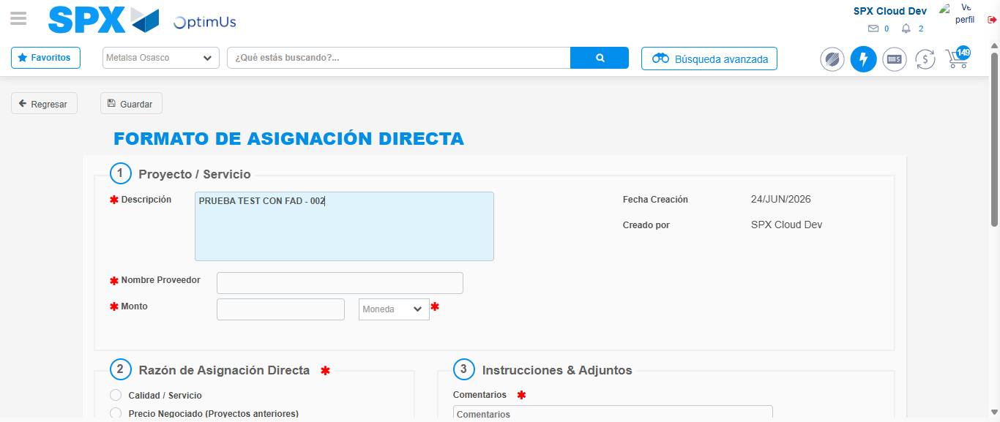 SPX OptimUs
SPX Cloud Dev
Ve
perfil
0 2
Favoritos
Metalsa Osasco
¿Qué estás buscando?...
Búsqueda avanzada
149
Regresar
Guardar
FORMATO DE ASIGNACIÓN DIRECTA
1 Proyecto / Servicio
Descripción
PRUEBA TEST CON FAD - 002
Fecha Creación 24/JUN/2026
Creado por SPX Cloud Dev
Nombre Proveedor
Monto
Moneda
2 Razón de Asignación Directa
Calidad / Servicio
Precio Negociado (Proyectos anteriores)
3 Instrucciones & Adjuntos
Comentarios
Comentarios